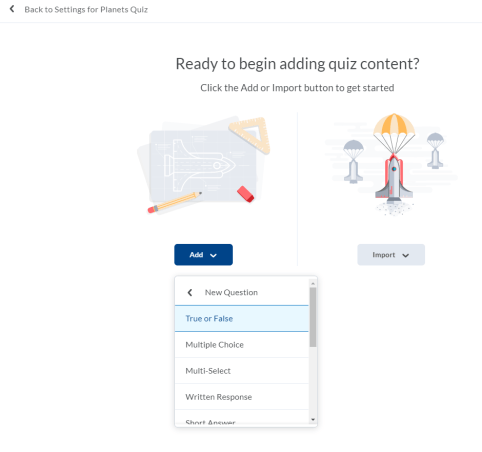 Back to Settings for Planets Quiz
Ready to begin adding quiz content?
Click the Add or Import button to get started
Add
Import
New Question
True or False
Multiple Choice
Multi-Select
Written Response
Short Answer